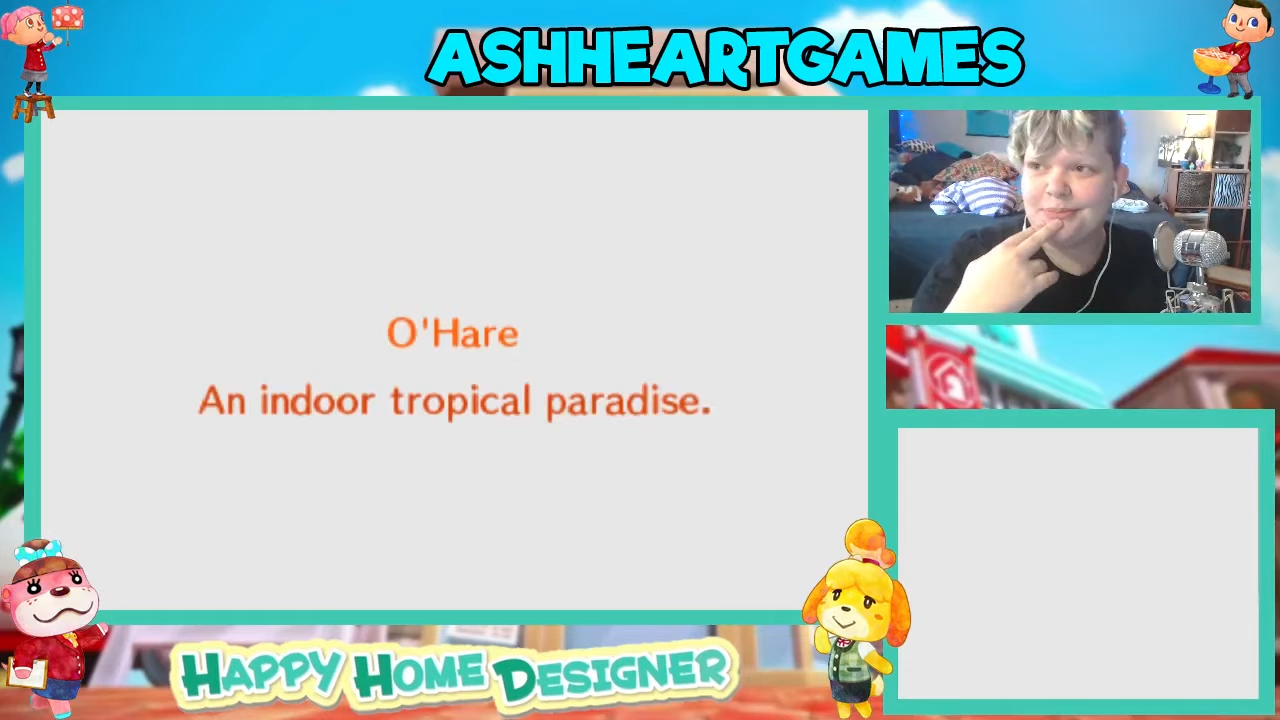 ASHHEARTGAMES
O'Hare
An indoor tropical paradise.
HAPPY HOME DESIGNER